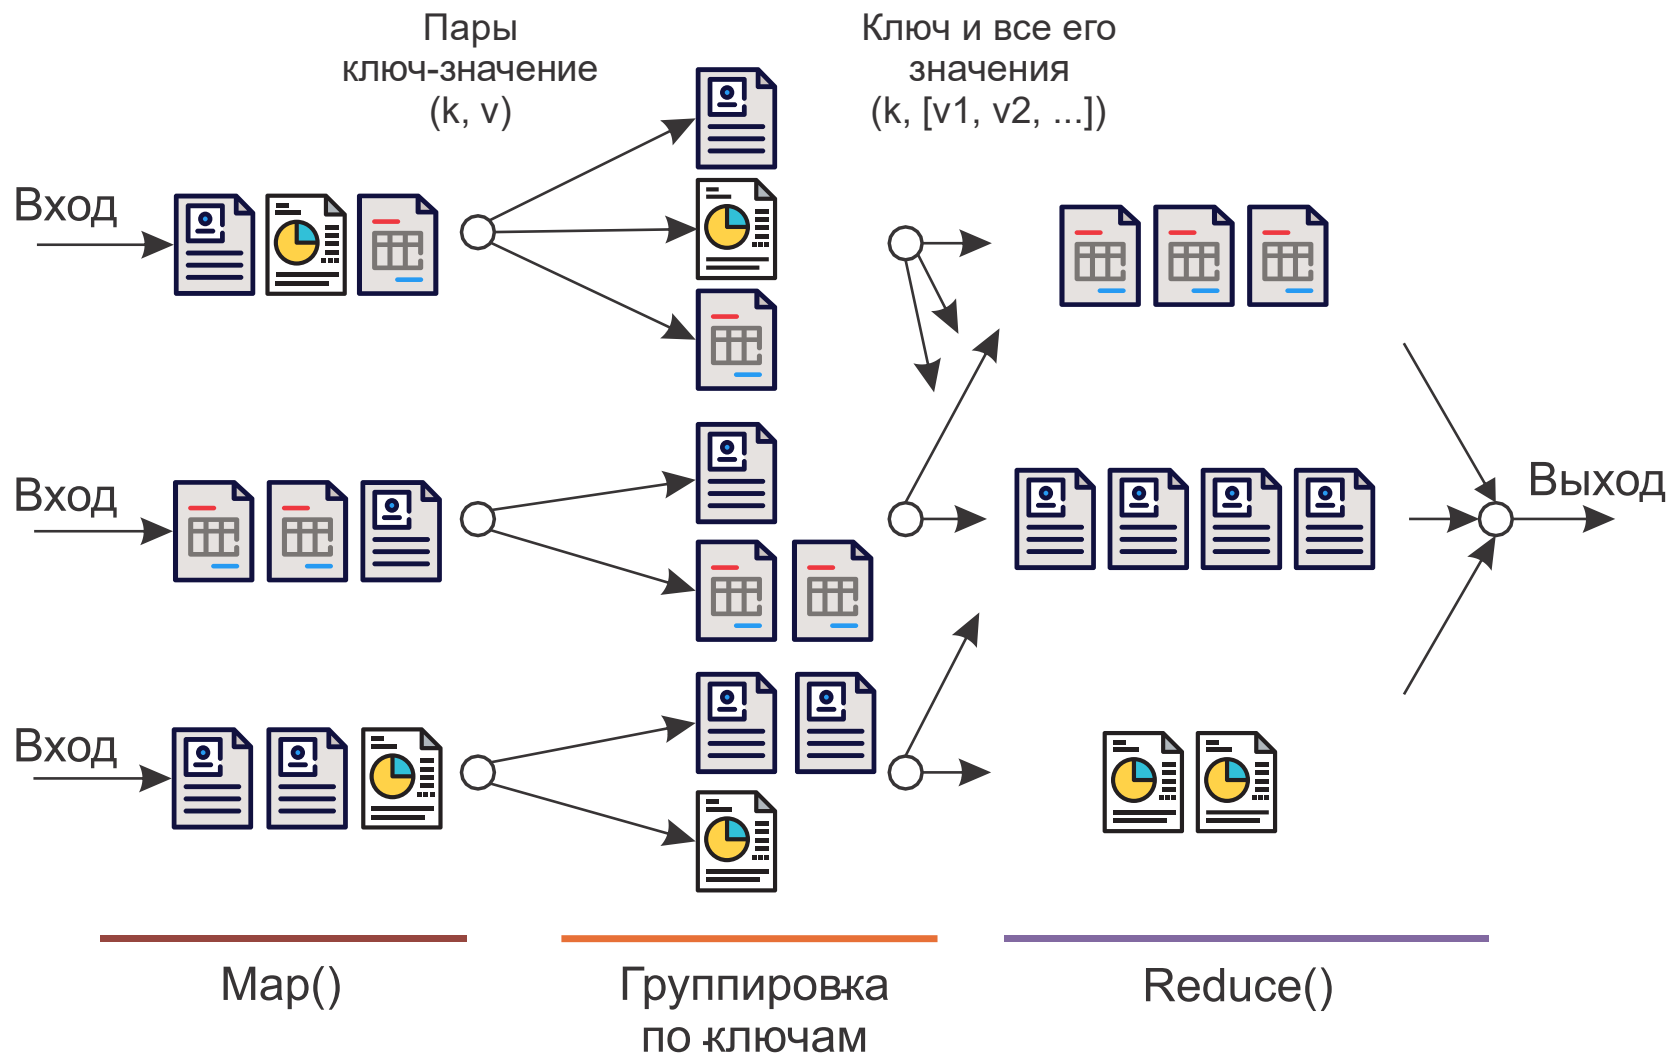 Пары
ключ-значение
(k, v)
Ключ и все его
значения
(k, [v1, v2, ...])
Вход
Вход
Выход
Вход
Map()
Группировка
по ключам
Reduce()